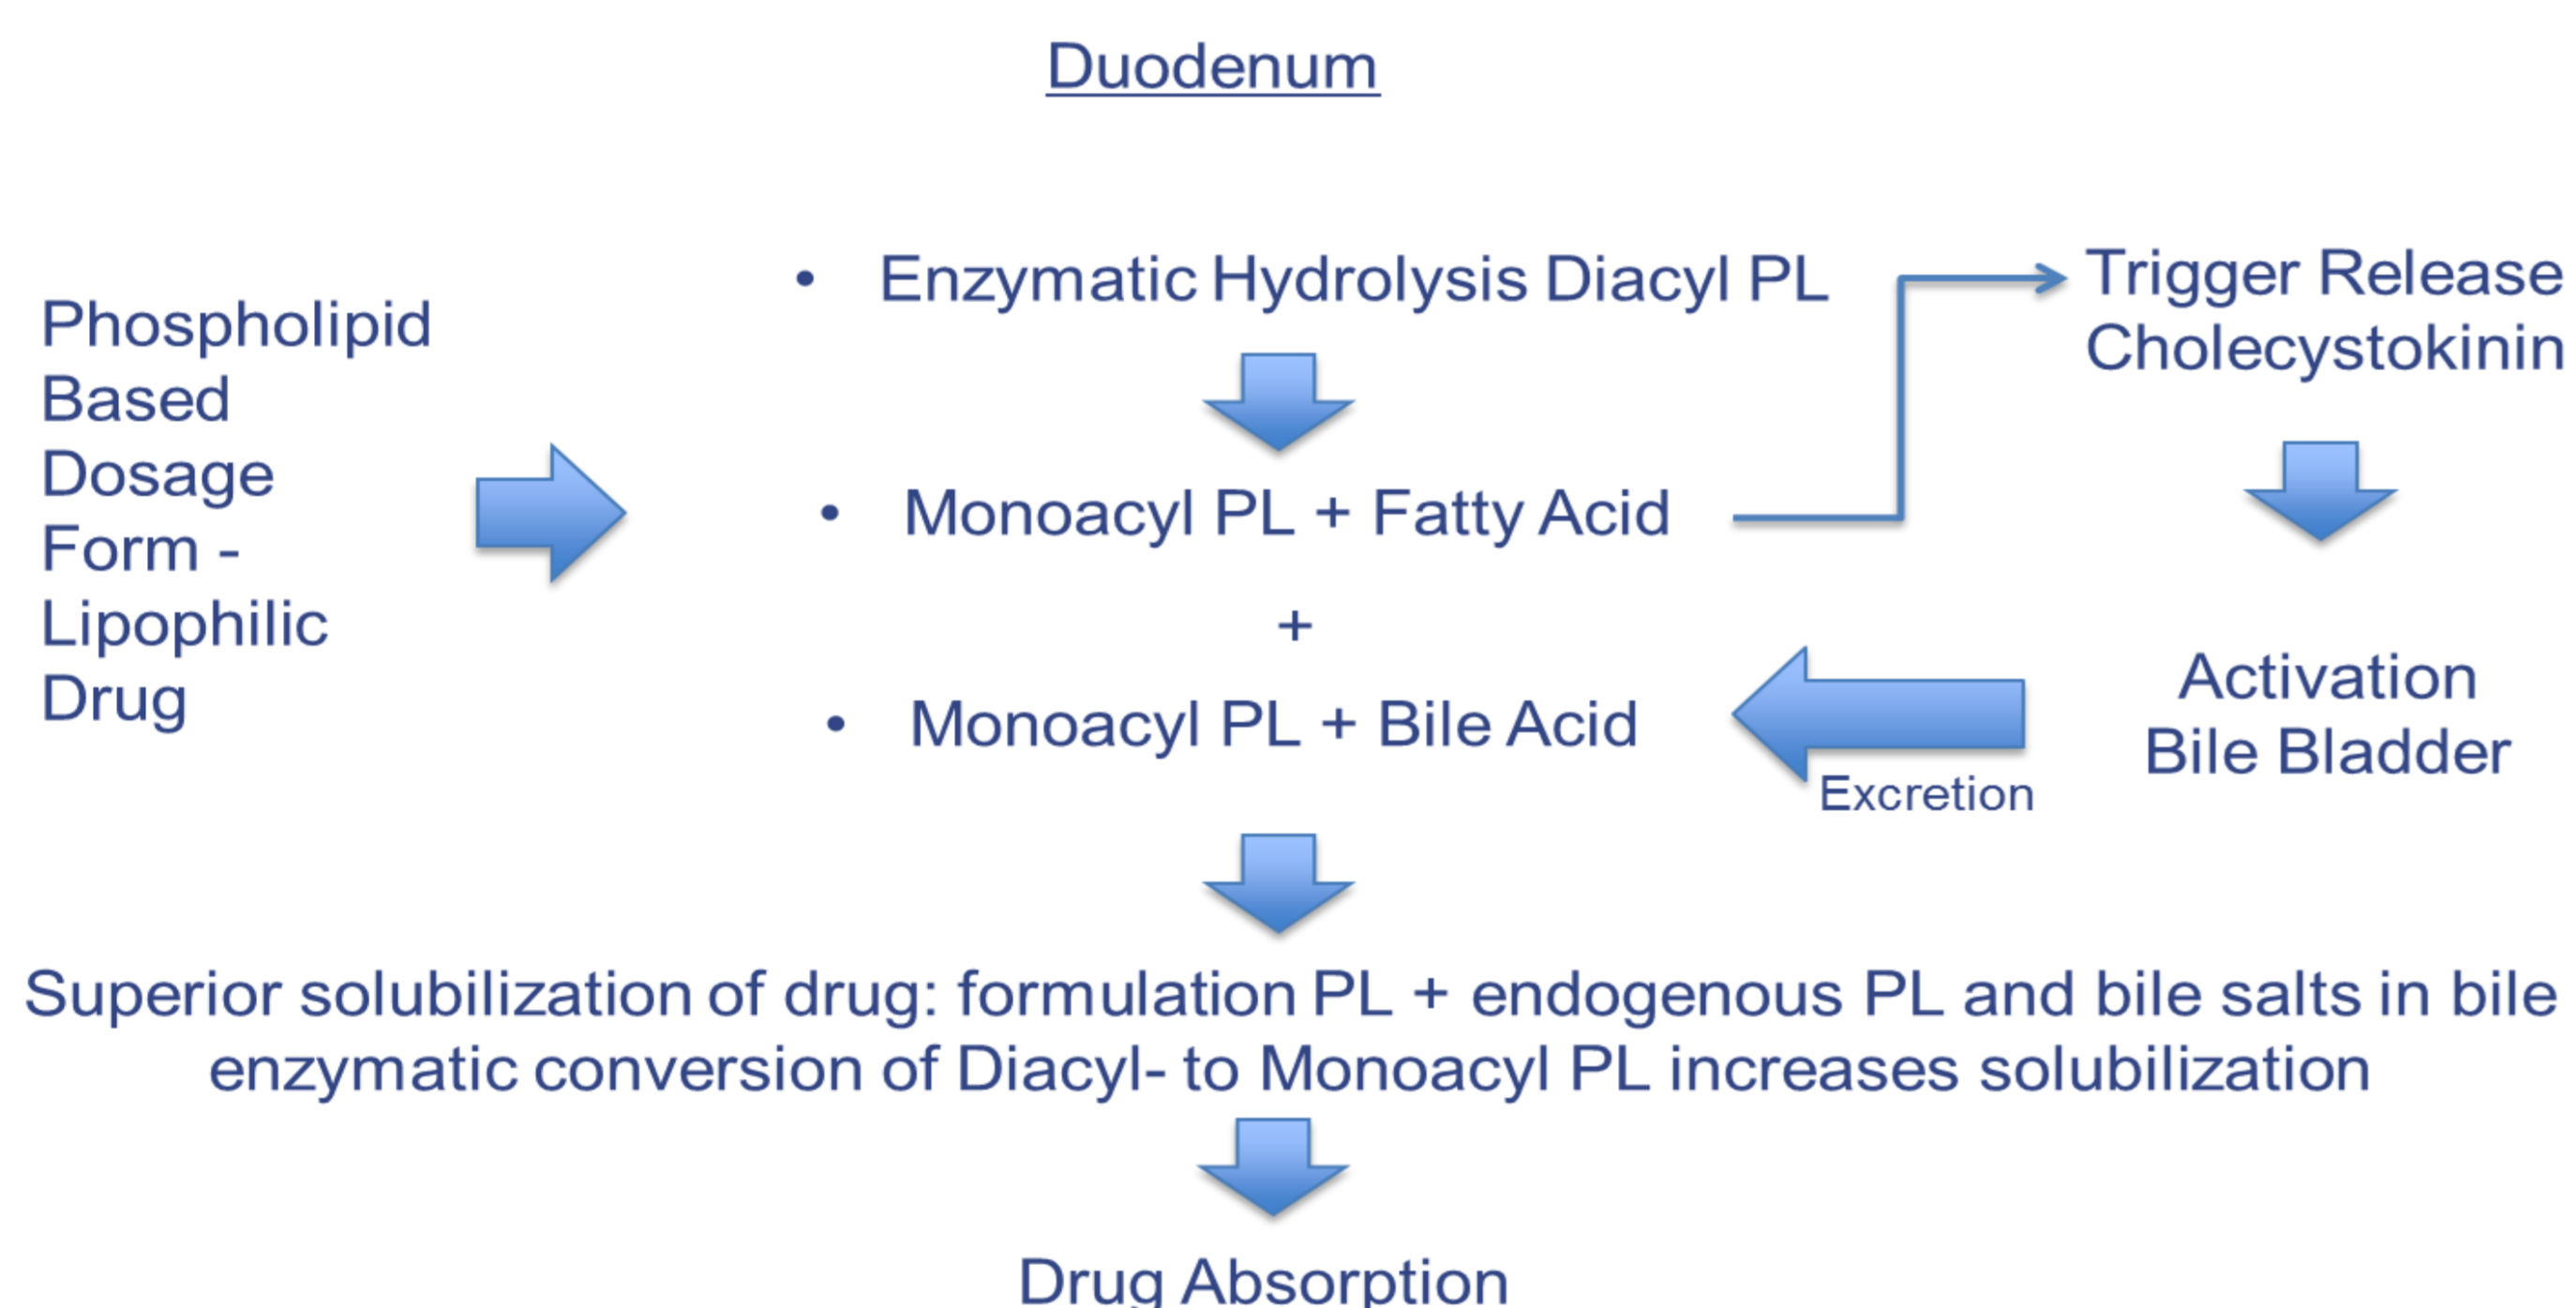 Duodenum
Phospholipid
Based
Dosage
Form -
Lipophilic
Drug
• Enzymatic Hydrolysis Diacyl PL
• Monoacyl PL + Fatty Acid
+
• Monoacyl PL + Bile Acid
Trigger Release
Cholecystokinin
Activation
Bile Bladder
Excretion
Superior solubilization of drug: formulation PL + endogenous PL and bile salts in bile
enzymatic conversion of Diacyl- to Monoacyl PL increases solubilization
Drug Absorption